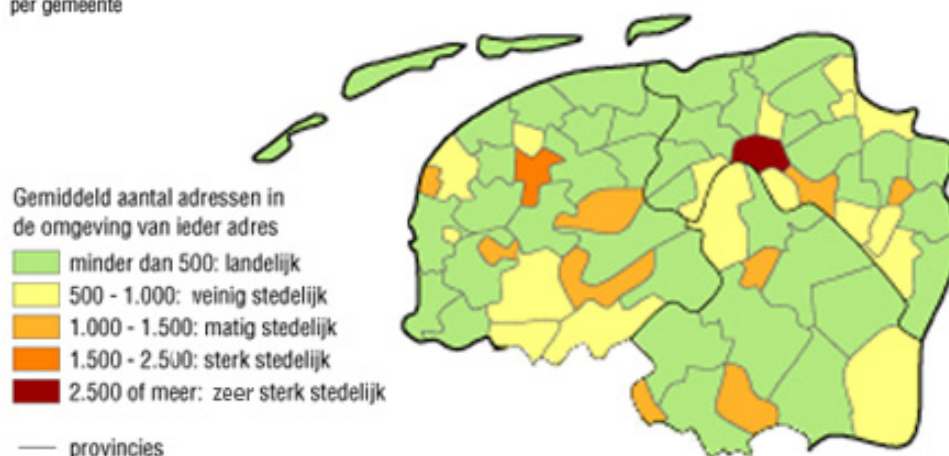 per gemeente
Gemiddeld aantal adressen in
de omgeving van ieder adres
minder dan 500: landelijk
500 - 1.000: weinig stedelijk
1.000 - 1.500: matig stedelijk
1.500 - 2.500: sterk stedelijk
2.500 of meer: zeer sterk stedelijk
provincies